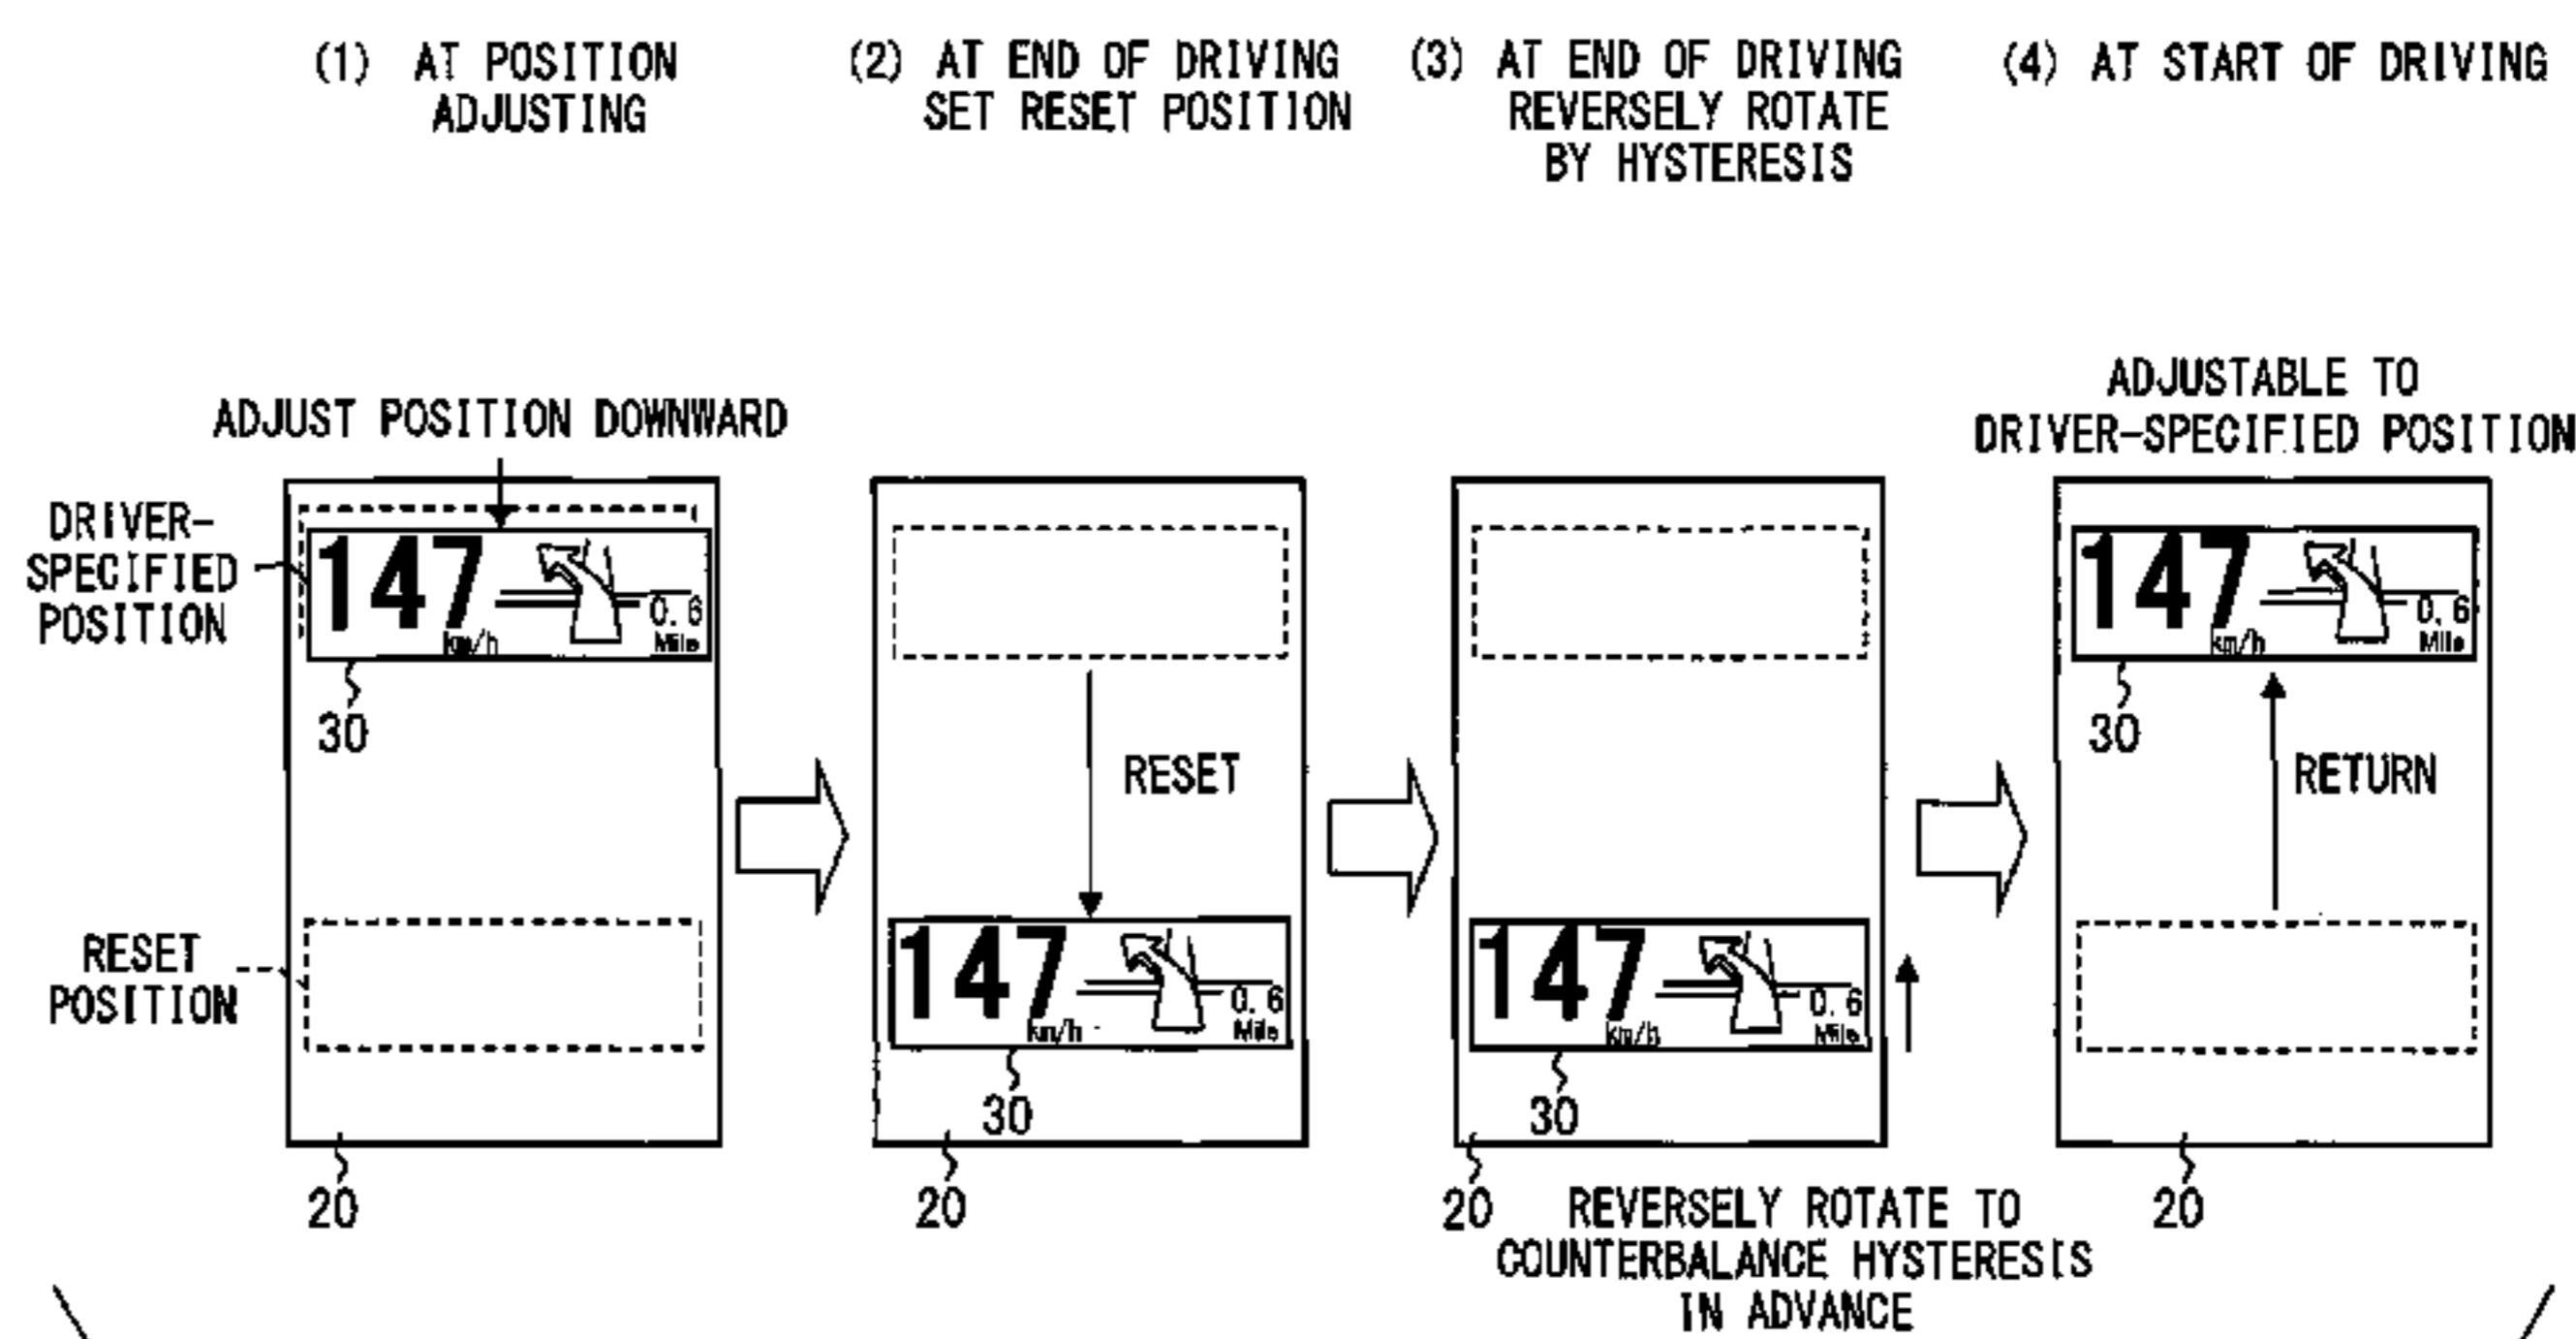 (1) AT POSITION
ADJUSTING
(2) AT END OF DRIVING
SET RESET POSITION
(3) AT END OF DRIVING
REVERSELY ROTATE
BY HYSTERESIS
(4) AT START OF DRIVING
ADJUST POSITION DOWNWARD
DRIVER-
SPECIFIED
POSITION
147
km/h
0.6
Mile
30
RESET
POSITION
20
RESET
147
km/h
0.6
Mile
30
20
147
km/h
0.6
Mile
30
20
REVERSELY ROTATE TO
COUNTERBALANCE HYSTERESIS
IN ADVANCE
ADJUSTABLE TO
DRIVER-SPECIFIED POSITION
147
km/h
0.6
Mile
30
RETURN
20